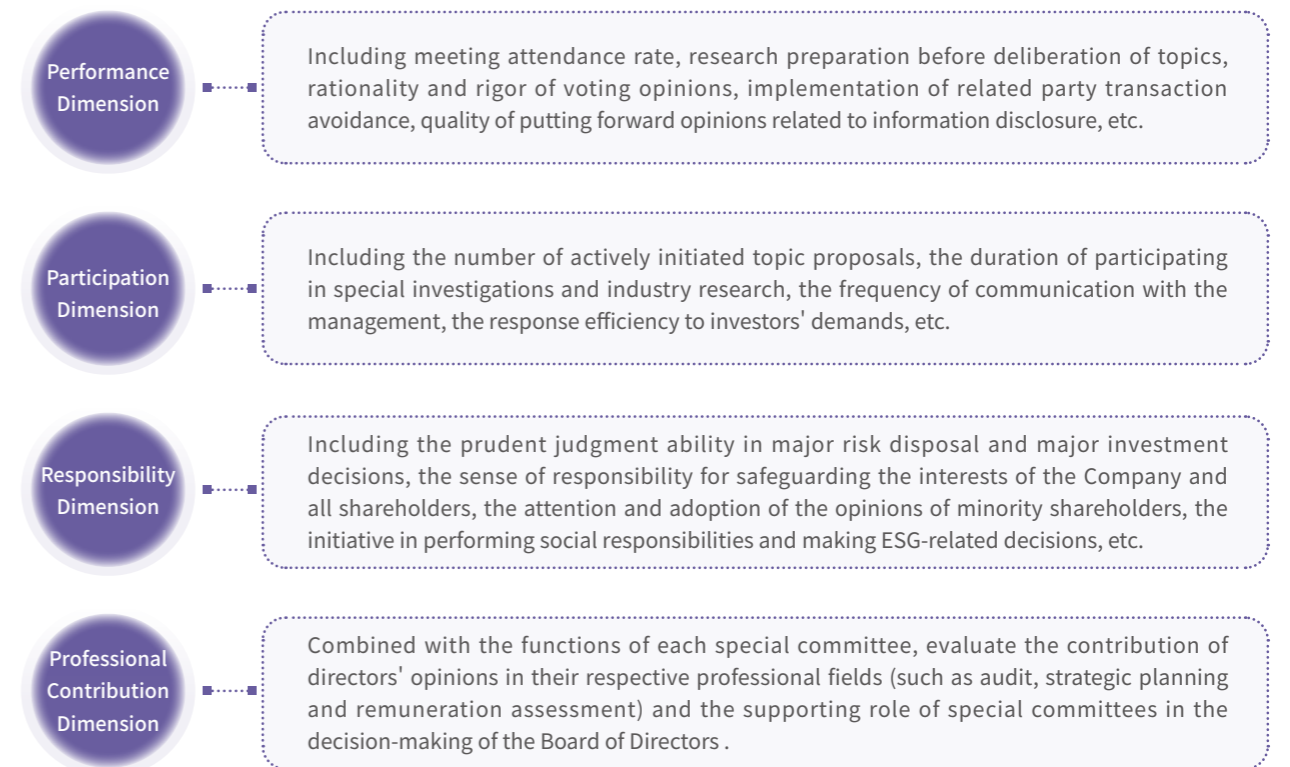 Performance
Dimension
Including meeting attendance rate, research preparation before deliberation of topics,
rationality and rigor of voting opinions, implementation of related party transaction
avoidance, quality of putting forward opinions related to information disclosure, etc.
Participation
Dimension
Including the number of actively initiated topic proposals, the duration of participating
in special investigations and industry research, the frequency of communication with the
management, the response efficiency to investors' demands, etc.
Responsibility
Dimension
Including the prudent judgment ability in major risk disposal and major investment
decisions, the sense of responsibility for safeguarding the interests of the Company and
all shareholders, the attention and adoption of the opinions of minority shareholders, the
initiative in performing social responsibilities and making ESG-related decisions, etc.
Professional
Contribution
Dimension
Combined with the functions of each special committee, evaluate the contribution of
directors' opinions in their respective professional fields (such as audit, strategic planning
and remuneration assessment) and the supporting role of special committees in the
decision-making of the Board of Directors .